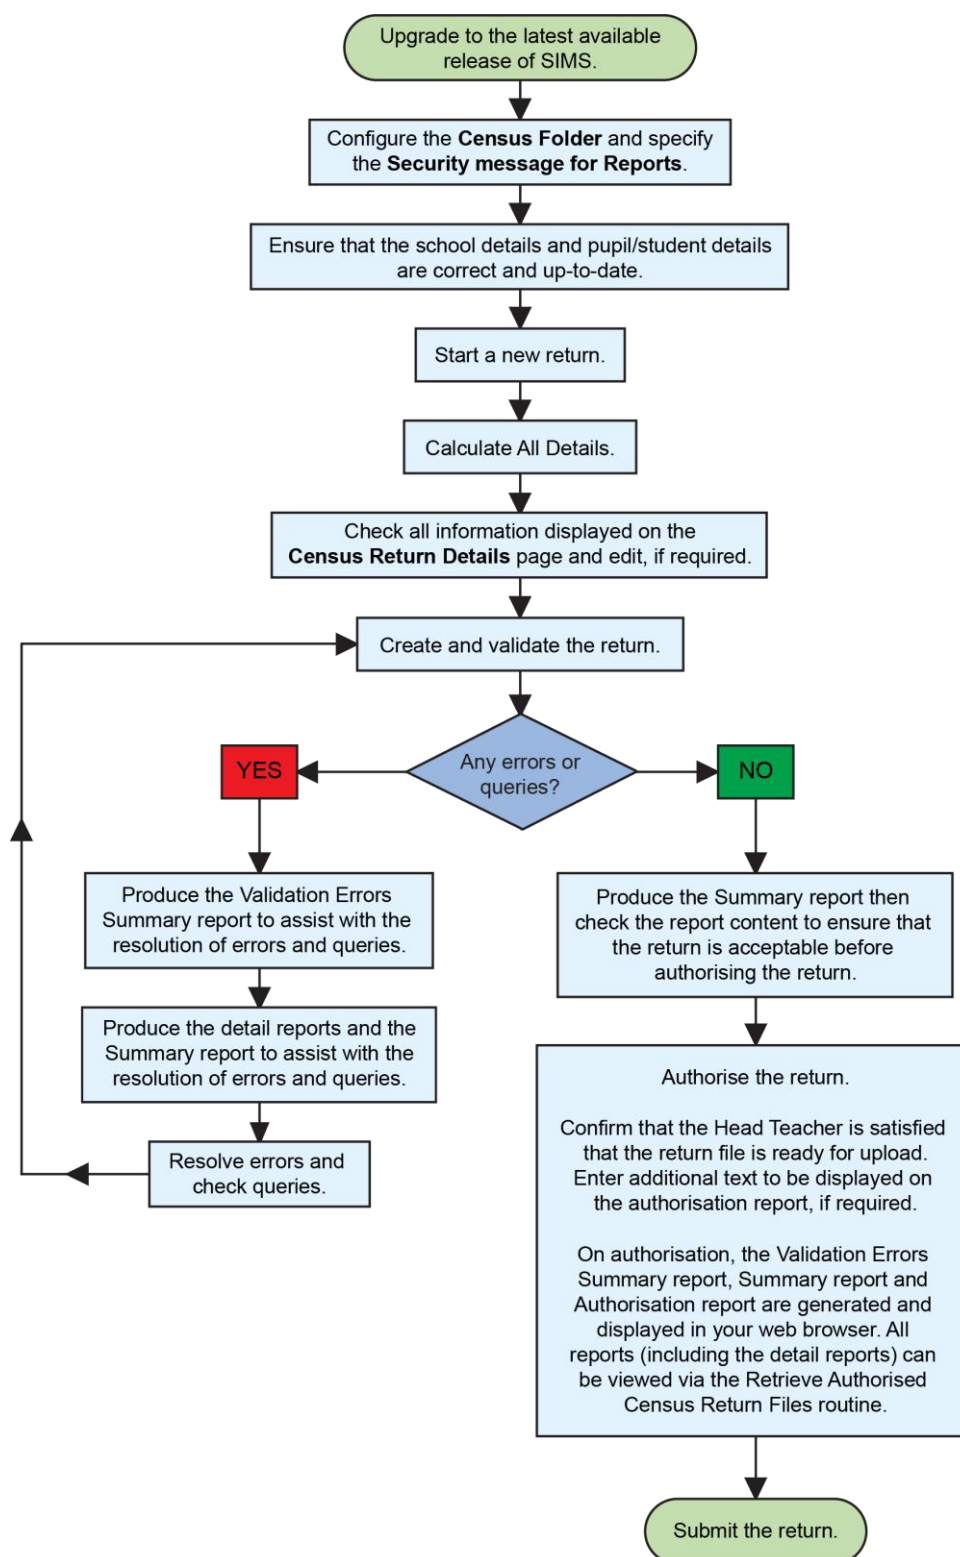 Upgrade to the latest available
release of SIMS.
Configure the Census Folder and specify
the Security message for Reports.
Ensure that the school details and pupil/student details
are correct and up-to-date.
Start a new return.
Calculate All Details.
Check all information displayed on the
Census Return Details page and edit, if required.
Create and validate the return.
Any errors or
queries?
YES
NO
Produce the Validation Errors
Summary report to assist with the
resolution of errors and queries.
Produce the detail reports and the
Summary report to assist with the
resolution of errors and queries.
Resolve errors and
check queries.
Produce the Summary report then
check the report content to ensure that
the return is acceptable before
authorising the return.
Authorise the return.
Confirm that the Head Teacher is satisfied
that the return file is ready for upload.
Enter additional text to be displayed on
the authorisation report, if required.
On authorisation, the Validation Errors
Summary report, Summary report and
Authorisation report are generated and
displayed in your web browser. All
reports (including the detail reports) can
be viewed via the Retrieve Authorised
Census Return Files routine.
Submit the return.